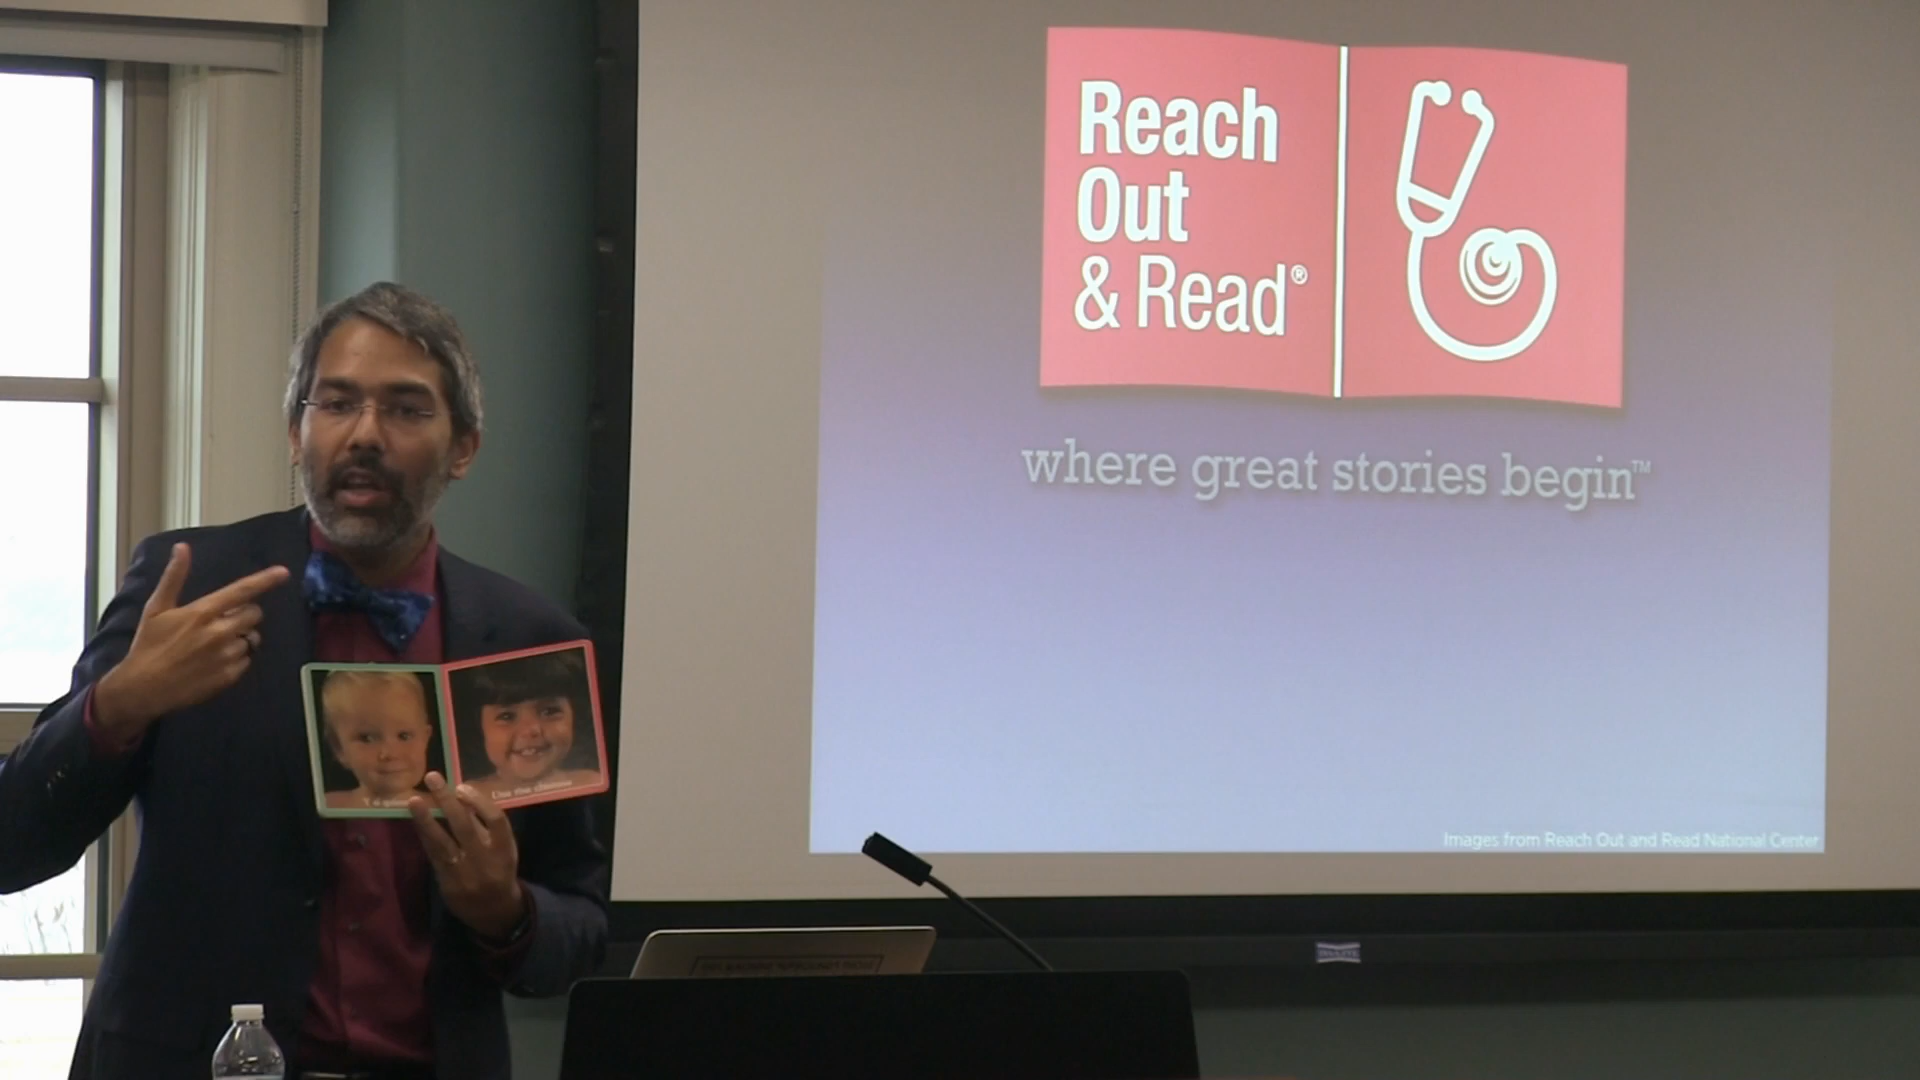 Reach
Out
& Read®
where great stories begin™
Images from Reach Out and Read National Center